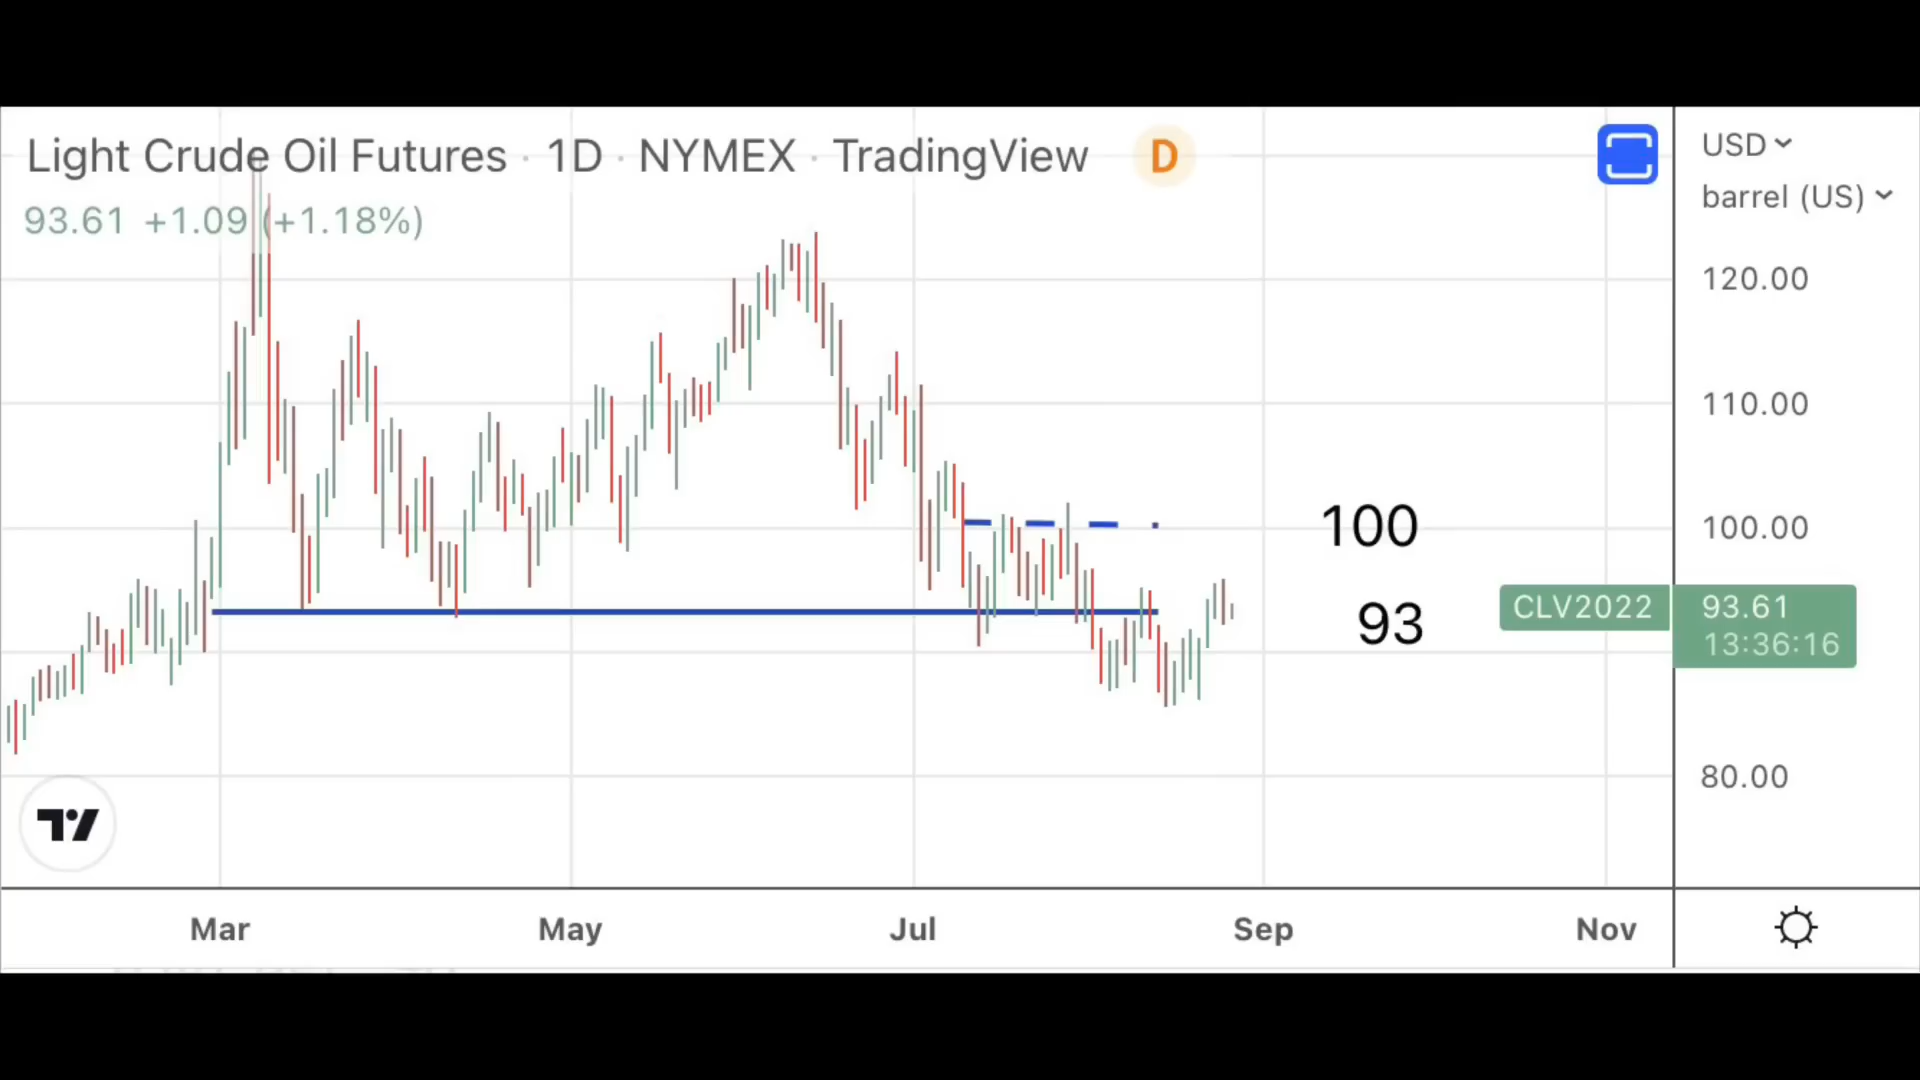 Light Crude Oil Futures · 1D · NYMEX · TradingView D
93.61 +1.09 (+1.18%)
USD
barrel (US)
120.00
110.00
100.00
100
93
CLV2022 93.61
13:36:16
80.00
Mar May Jul Sep Nov